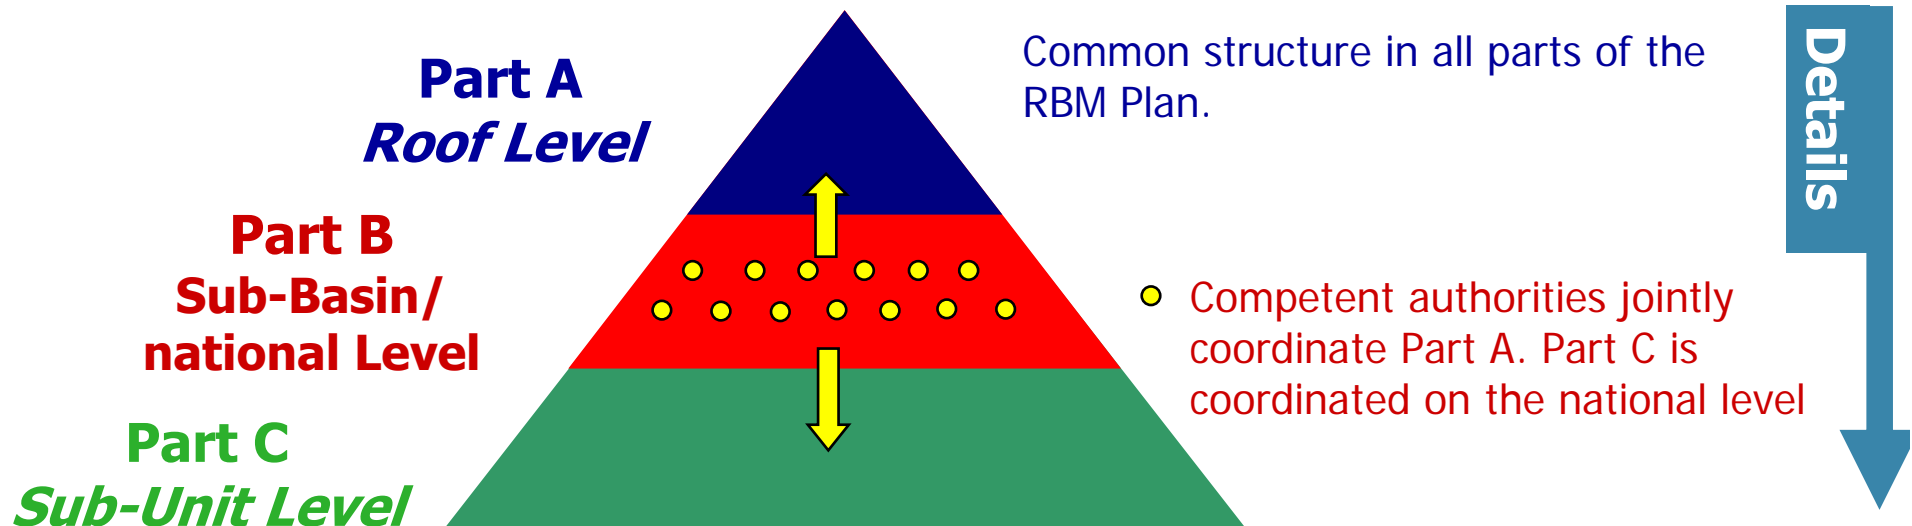 Part A
Roof Level
Common structure in all parts of the
RBM Plan.
Details
Part B
Sub-Basin/
national Level
Competent authorities jointly
coordinate Part A. Part C is
coordinated on the national level
Part C
Sub-Unit Level